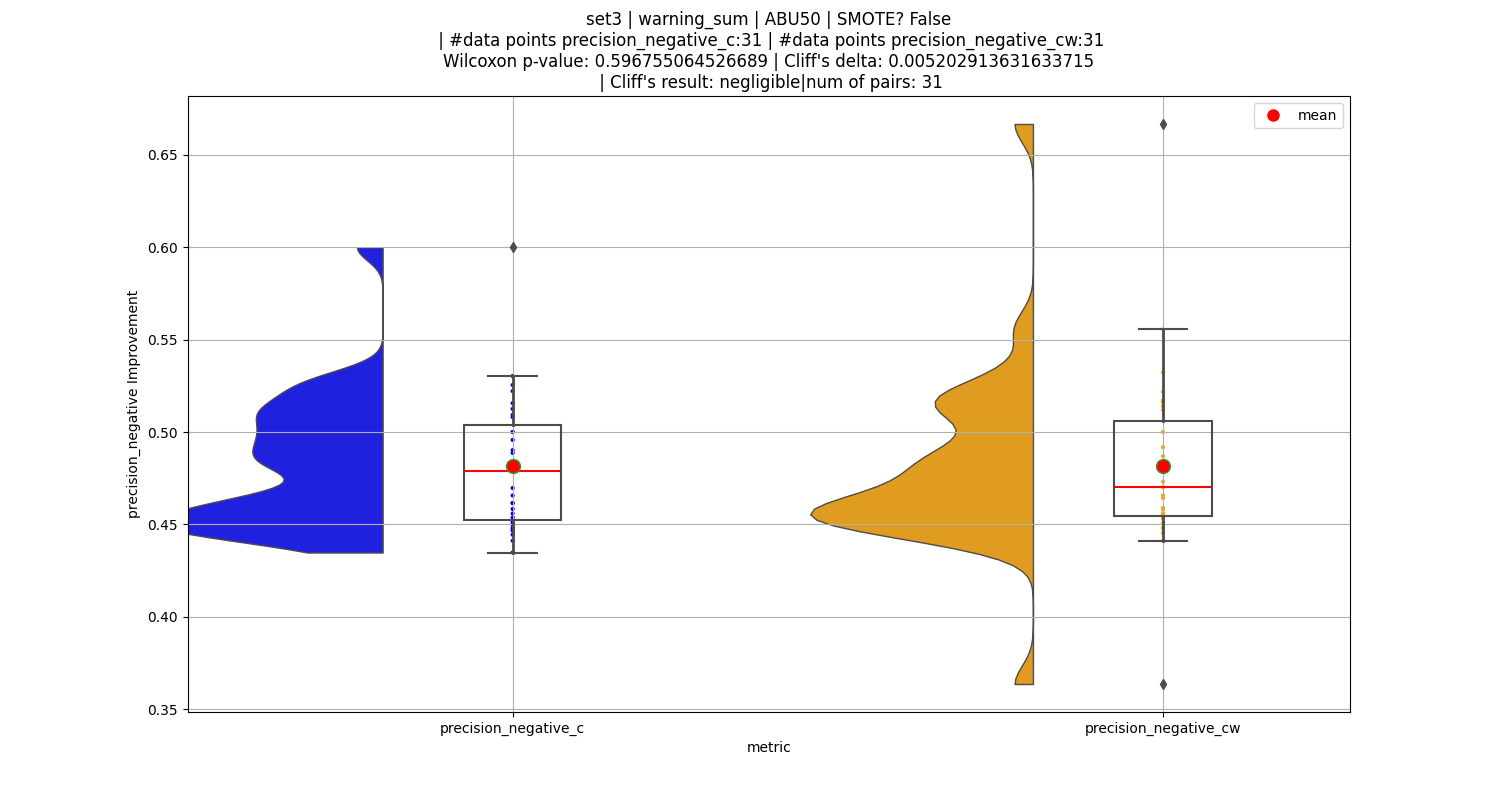 set3 | warning_sum | ABU50 | SMOTE? False
| #data points precision_negative_c:31 | #data points precision_negative_cw:31
Wilcoxon p-value: 0.596755064526689 | Cliff's delta: 0.005202913631633715
| Cliff's result: negligible|num of pairs: 31
mean
0.65
0.60
0.55
0.50
0.45
0.40
0.35
precision_negative Improvement
precision_negative_c
precision_negative_cw
metric